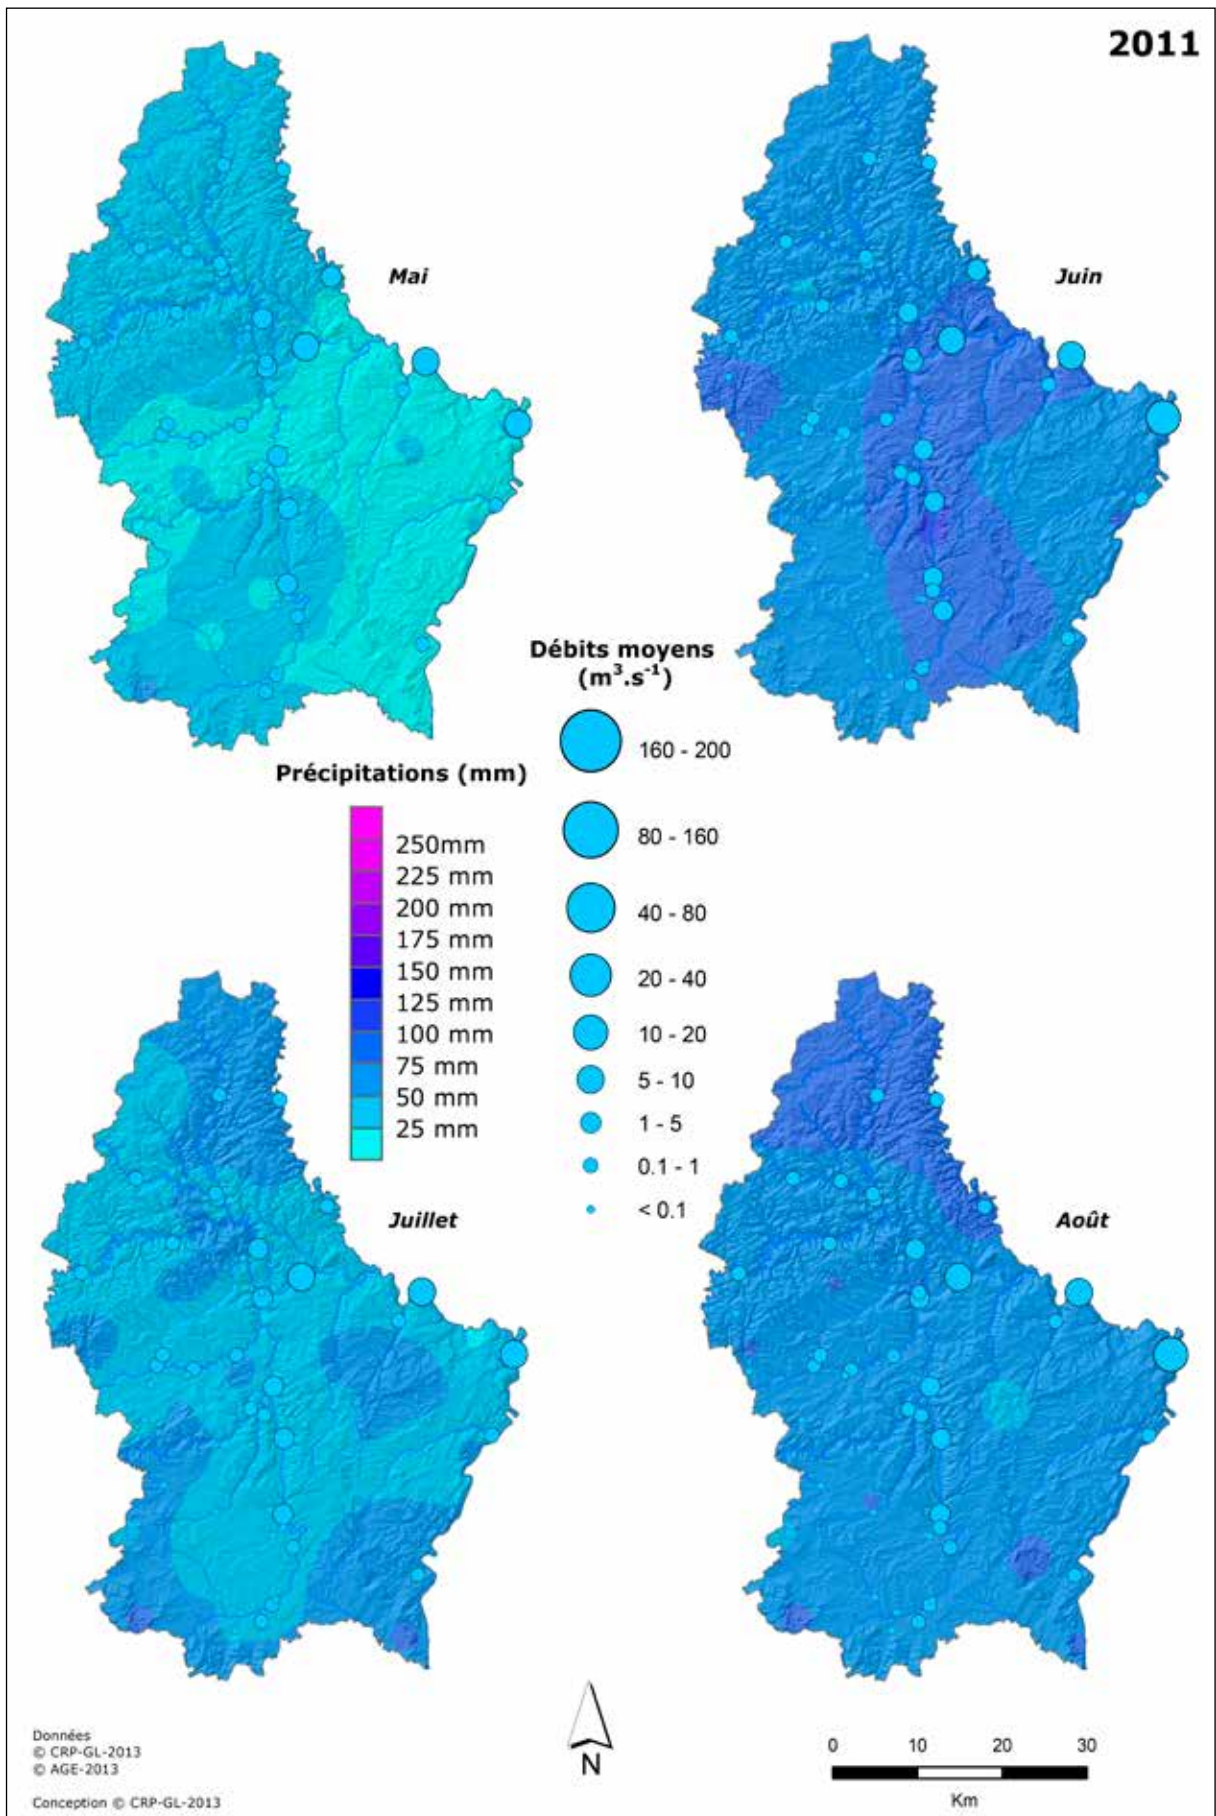 2011
Mai
Juin
Débits moyens
(m³.s⁻¹)
160 - 200
80 - 160
40 - 80
20 - 40
10 - 20
5 - 10
1 - 5
0.1 - 1
< 0.1
Précipitations (mm)
250mm
225 mm
200 mm
175 mm
150 mm
125 mm
100 mm
75 mm
50 mm
25 mm
Juillet
Août
Données
© CRP-GL-2013
© AGE-2013
Conception © CRP-GL-2013
N
0 10 20 30
Km